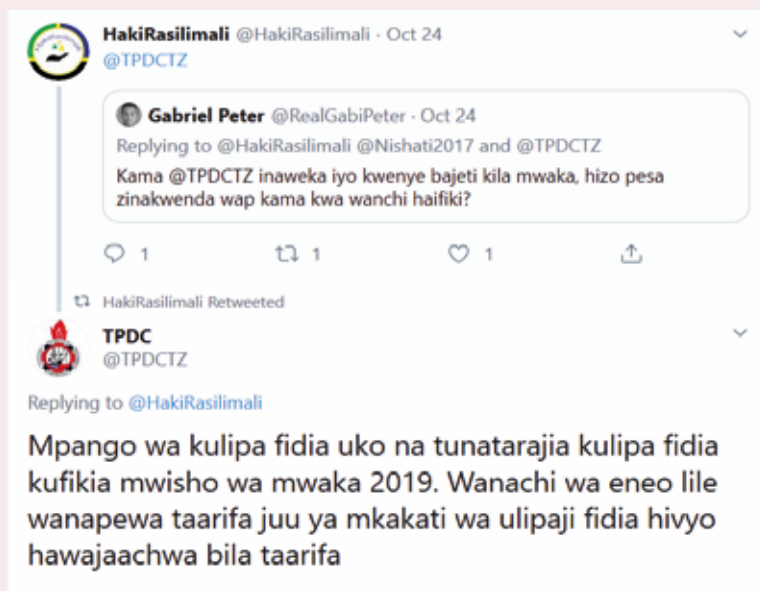 HakiRasilimali @HakiRasilimali · Oct 24
@TPDCTZ
Gabriel Peter @RealGabiPeter · Oct 24
Replying to @HakiRasilimali @Nishati2017 and @TPDCTZ
Kama @TPDCTZ inaweka iyo kwenye bajeti kila mwaka, hizo pesa
zinakwenda wap kama kwa wanchi haifiki?
1 1 1
HakiRasilimali Retweeted
TPDC
@TPDCTZ
Replying to @HakiRasilimali
Mpango wa kulipa fidia uko na tunatarajia kulipa fidia
kufikia mwisho wa mwaka 2019. Wanachi wa eneo lile
wanapewa taarifa juu ya mkakati wa ulipaji fidia hivyo
hawajaachwa bila taarifa